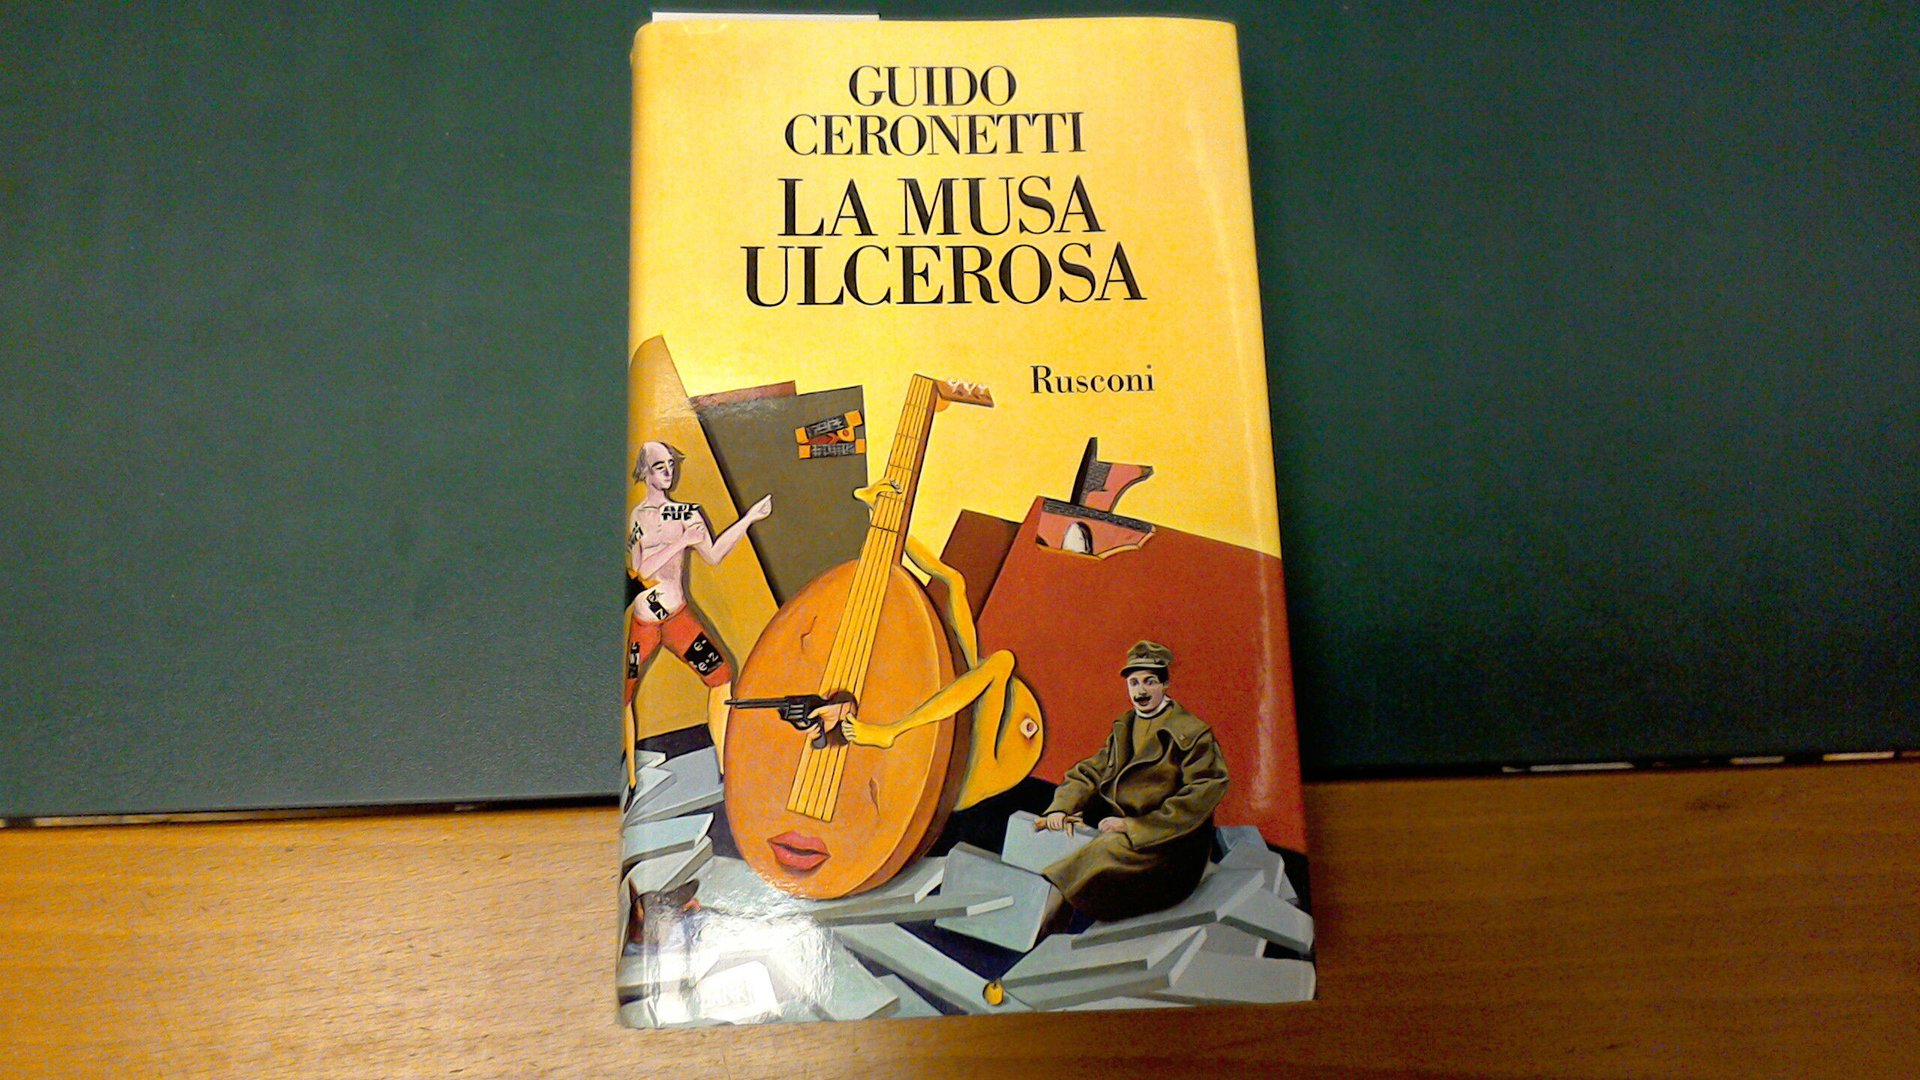 GUIDO
CERONETTI
LA MUSA
ULCEROSA
Rusconi